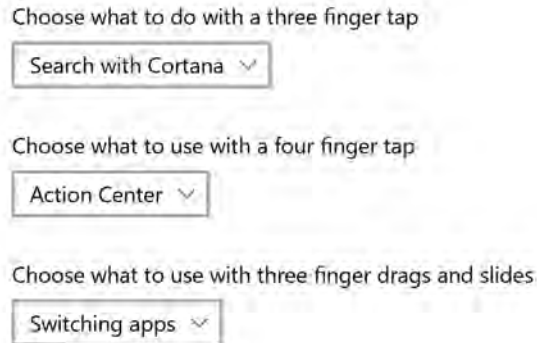 Choose what to do with a three finger tap
Search with Cortana
Choose what to use with a four finger tap
Action Center
Choose what to use with three finger drags and slides
Switching apps